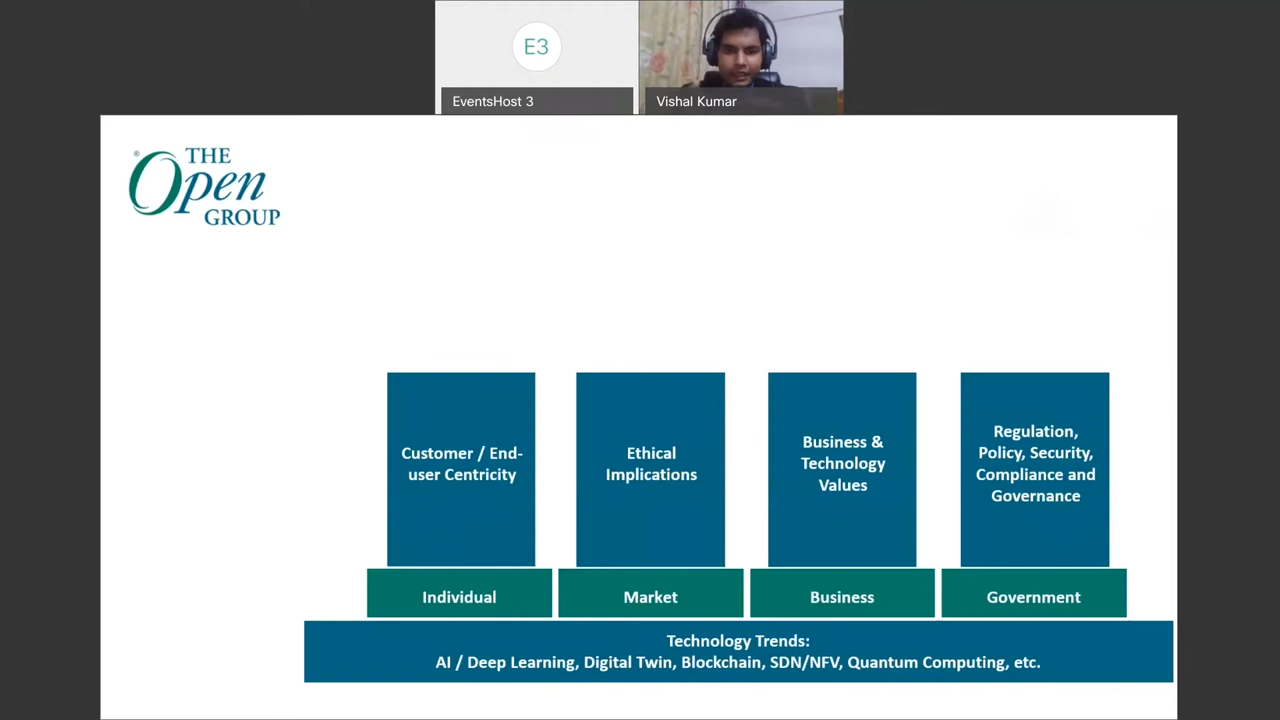 E3
EventsHost 3
Vishal Kumar
®
THE
Open
GROUP
Customer / End-
user Centricity
Ethical
Implications
Business &
Technology
Values
Regulation,
Policy, Security,
Compliance and
Governance
Individual
Market
Business
Government
Technology Trends:
AI / Deep Learning, Digital Twin, Blockchain, SDN/NFV, Quantum Computing, etc.